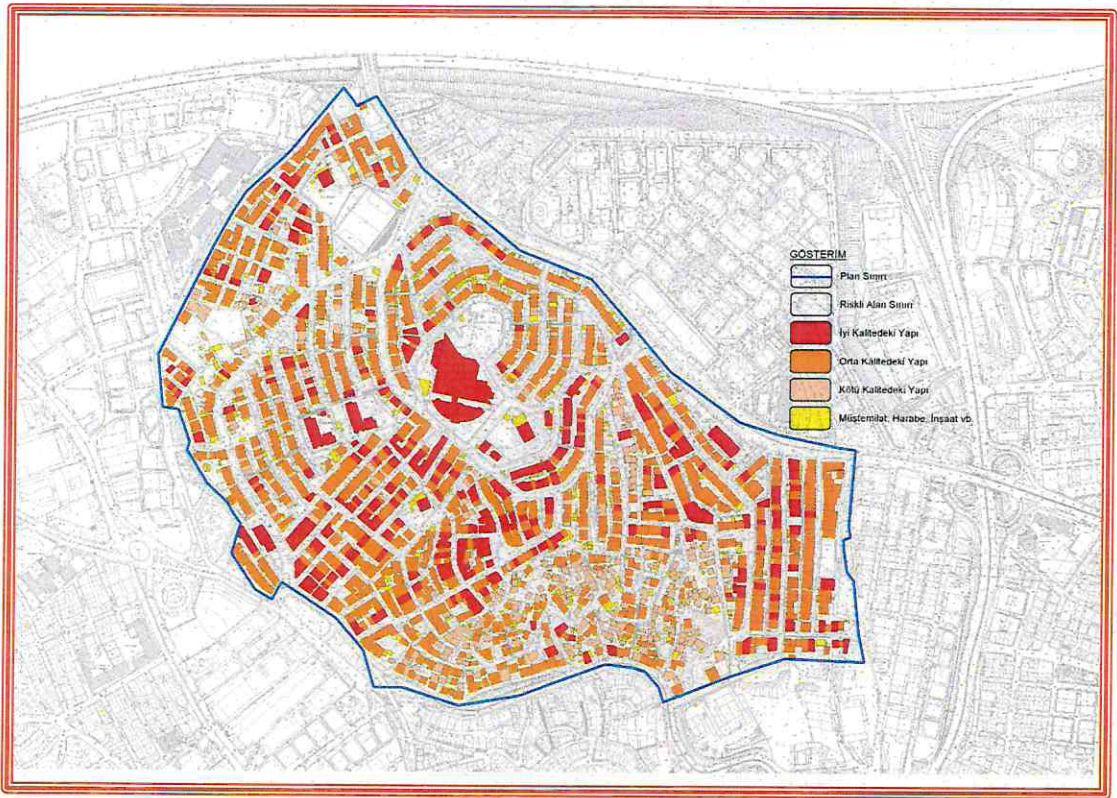 GÖSTERİM
Plan Sınırı
Riskli Alan Sınırı
İyi Kalitedeki Yapı
Orta Kalitedeki Yapı
Kötü Kalitedeki Yapı
Müştemilat, Harabe, İnşaat vb.